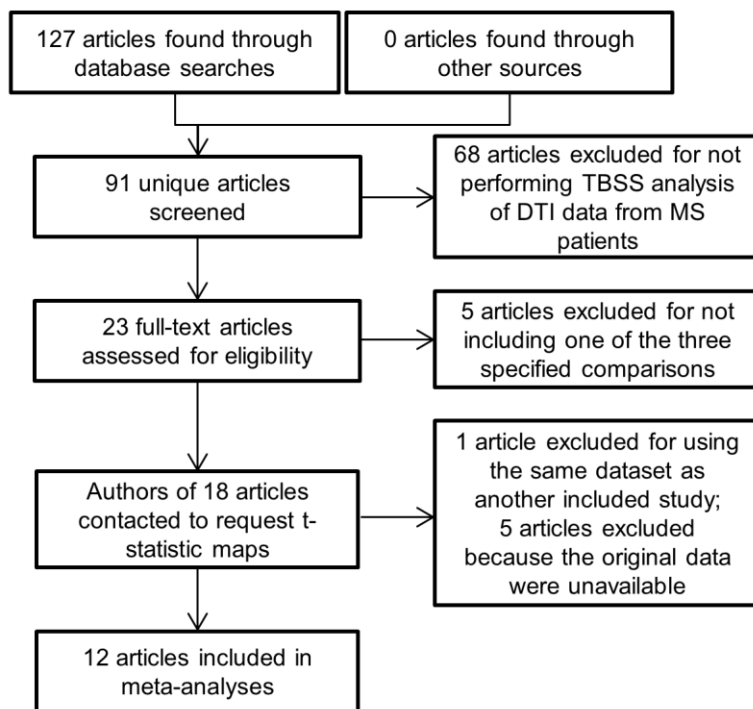 127 articles found through
database searches
0 articles found through
other sources
91 unique articles
screened
68 articles excluded for not
performing TBSS analysis
of DTI data from MS
patients
23 full-text articles
assessed for eligibility
5 articles excluded for not
including one of the three
specified comparisons
Authors of 18 articles
contacted to request t-
statistic maps
1 article excluded for using
the same dataset as
another included study;
5 articles excluded
because the original data
were unavailable
12 articles included in
meta-analyses